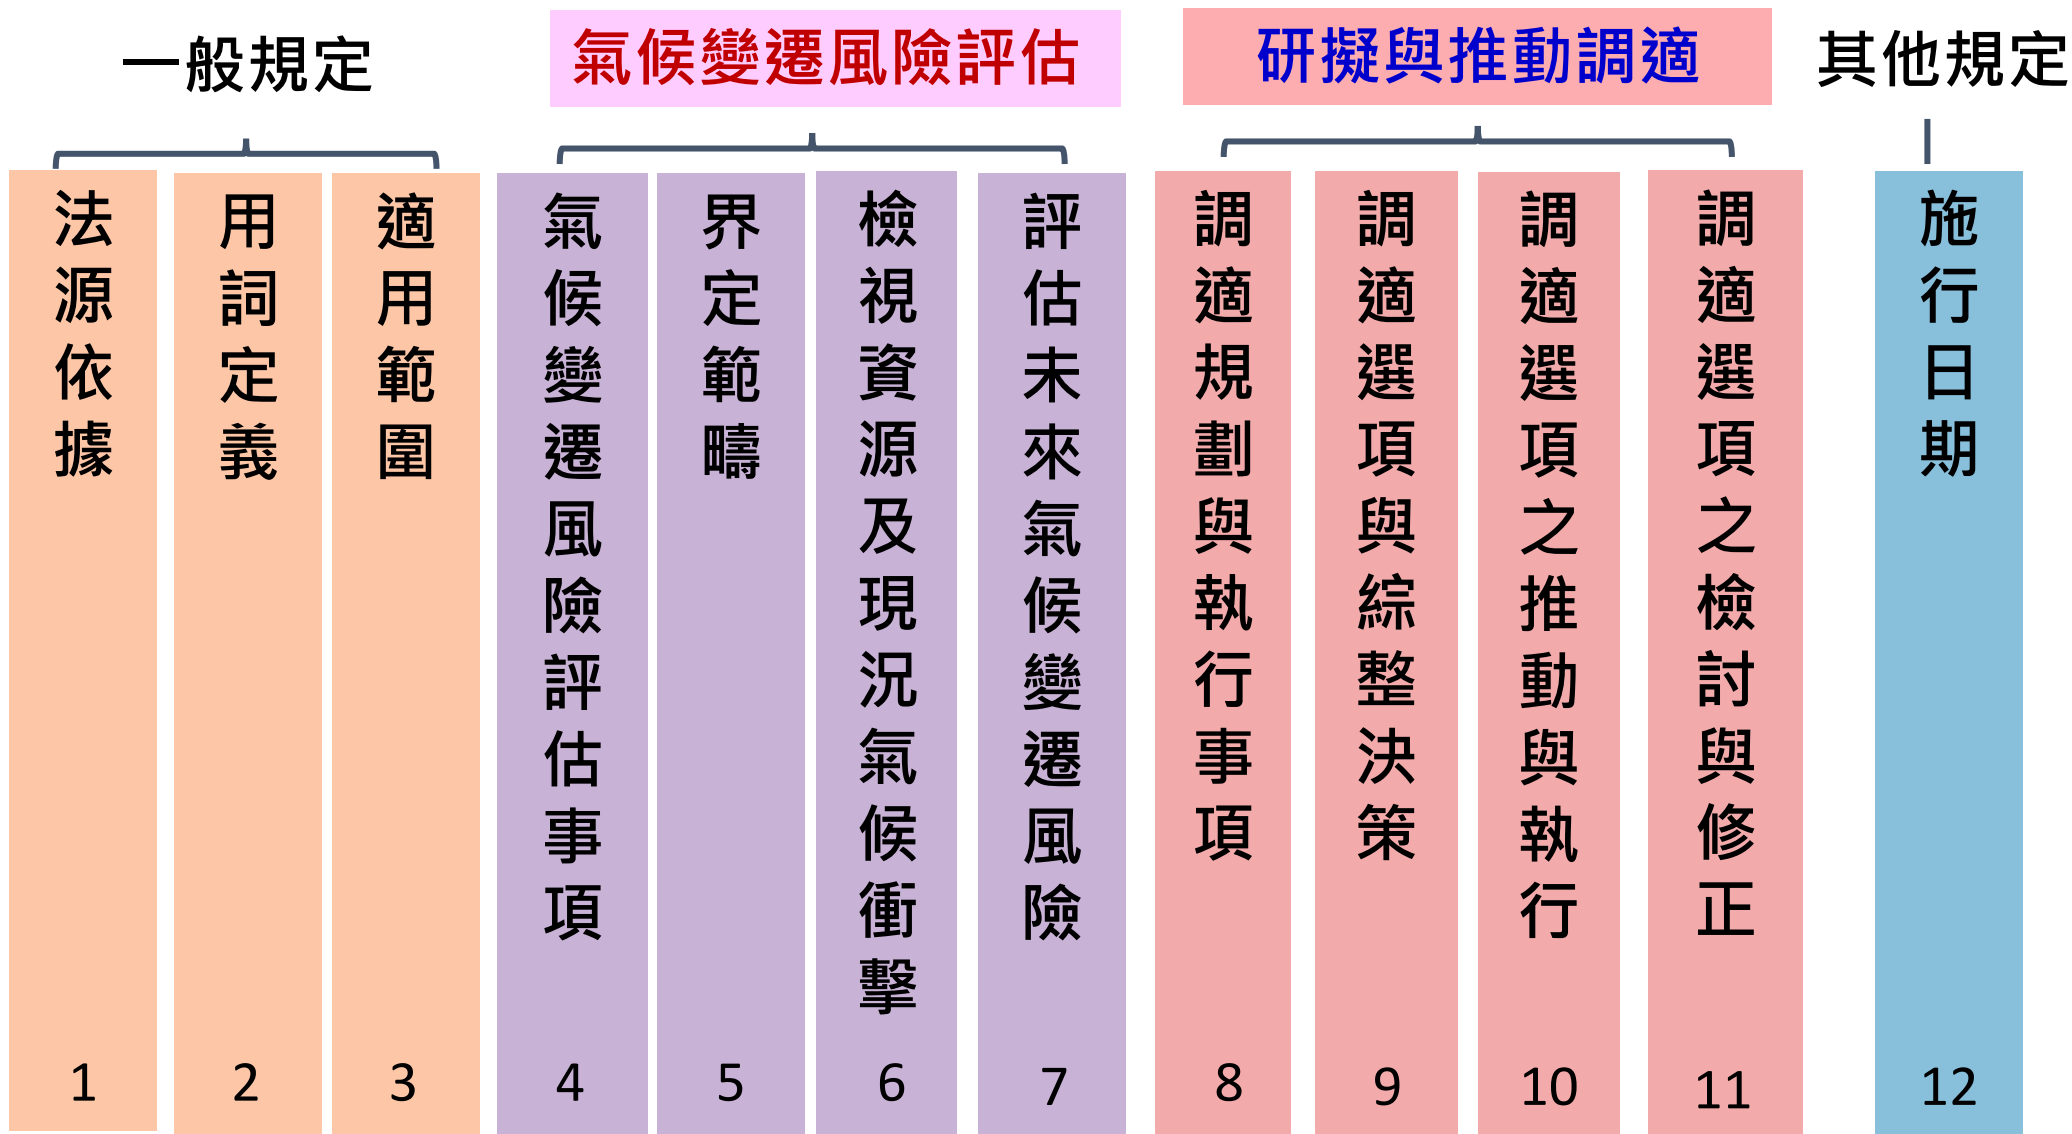 一般規定
氣候變遷風險評估
研擬與推動調適
其他規定
法源依據
1
用詞定義
2
適用範圍
3
氣候變遷風險評估事項
4
界定範疇
5
檢視資源及現況氣候衝擊
6
評估未來氣候變遷風險
7
調適規劃與執行事項
8
調適選項與綜整決策
9
調適選項之推動與執行
10
調適選項之檢討與修正
11
施行日期
12